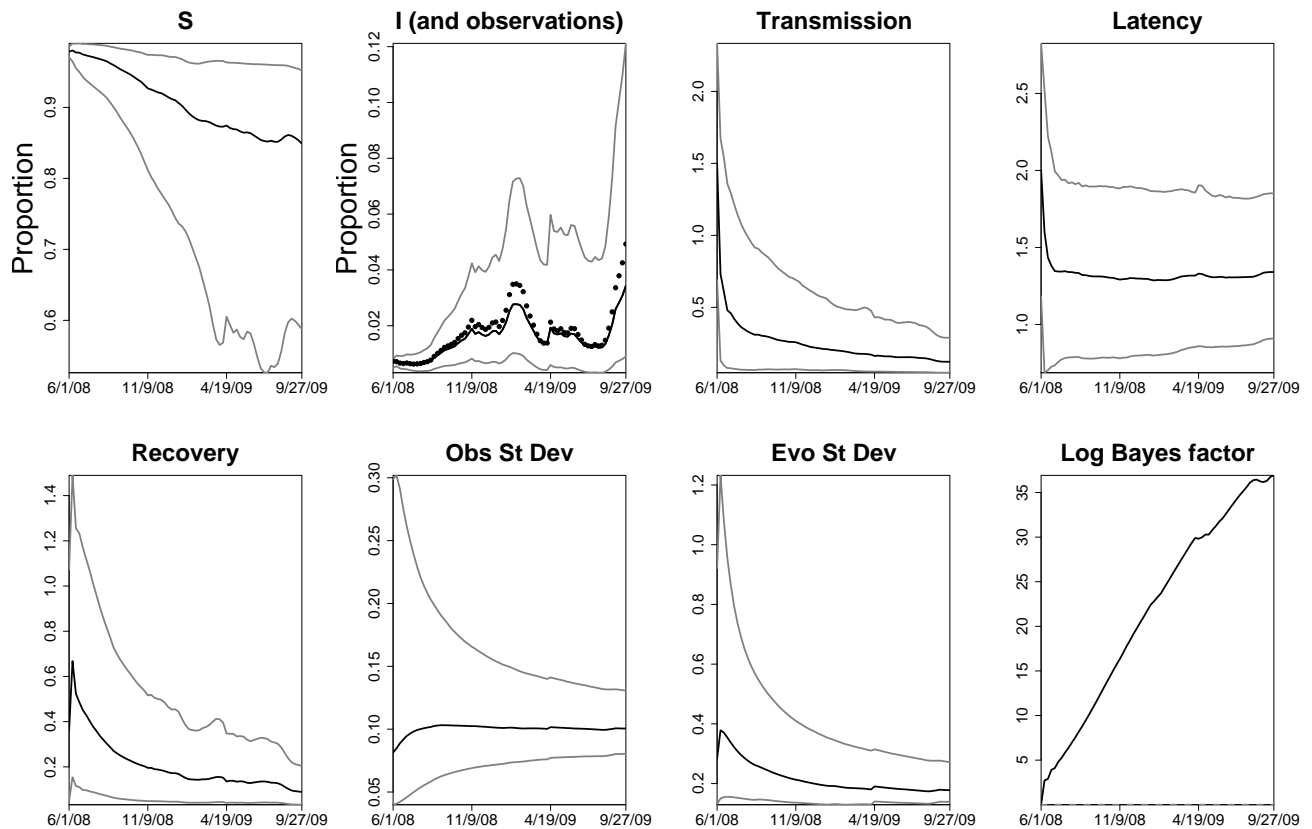 S
I (and observations)
Transmission
Latency
Proportion
0.6 0.7 0.8 0.9
6/1/08 11/9/08 4/19/09 9/27/09
Proportion
0.02 0.04 0.06 0.08 0.10 0.12
6/1/08 11/9/08 4/19/09 9/27/09
0.5 1.0 1.5 2.0
6/1/08 11/9/08 4/19/09 9/27/09
1.0 1.5 2.0 2.5
6/1/08 11/9/08 4/19/09 9/27/09
Recovery
Obs St Dev
Evo St Dev
Log Bayes factor
0.2 0.4 0.6 0.8 1.0 1.2 1.4
6/1/08 11/9/08 4/19/09 9/27/09
0.05 0.10 0.15 0.20 0.25 0.30
6/1/08 11/9/08 4/19/09 9/27/09
0.2 0.4 0.6 0.8 1.0 1.2
6/1/08 11/9/08 4/19/09 9/27/09
5 10 15 20 25 30 35
6/1/08 11/9/08 4/19/09 9/27/09